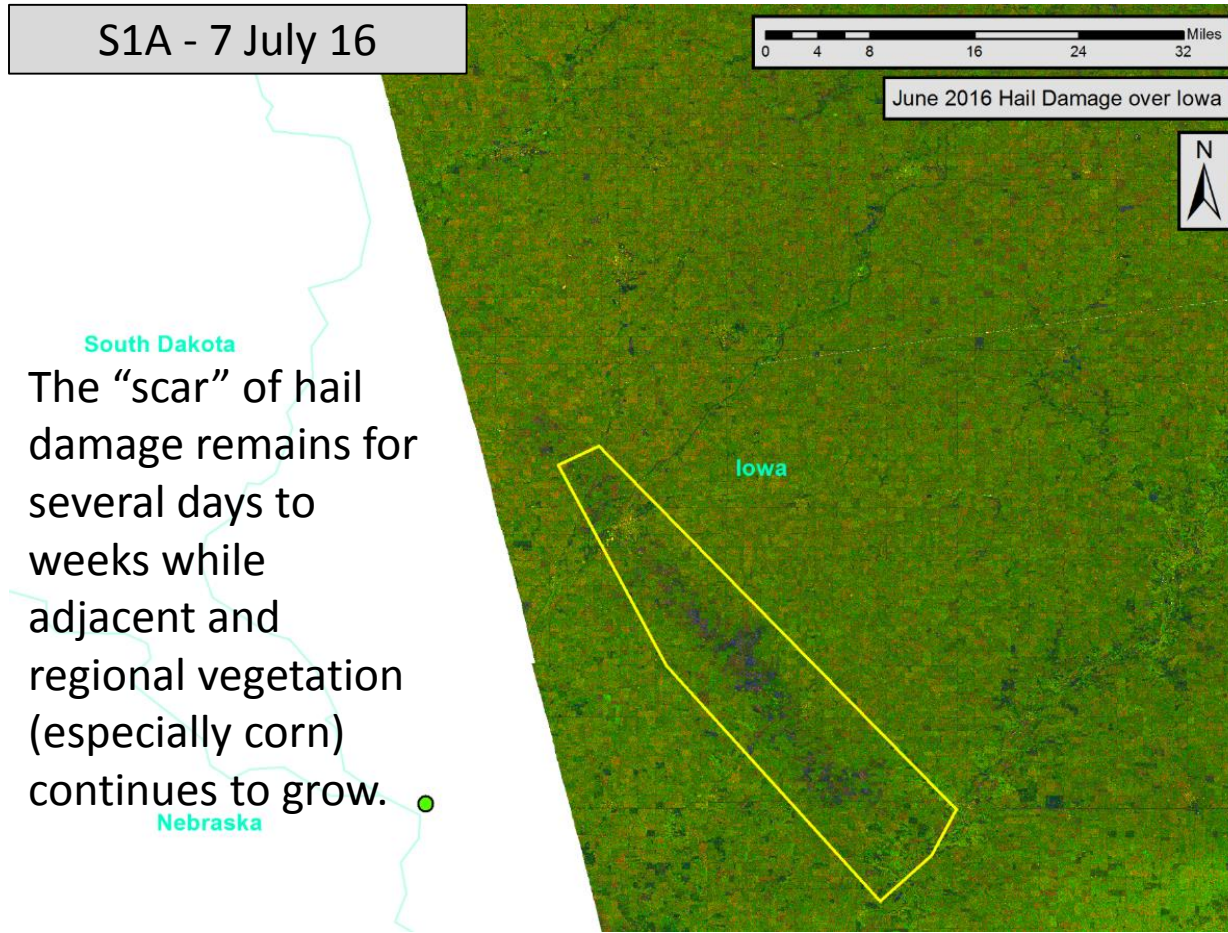 S1A - 7 July 16
Miles
0 4 8 16 24 32
June 2016 Hail Damage over Iowa
N
South Dakota
The “scar” of hail
damage remains for
several days to
weeks while
adjacent and
regional vegetation
(especially corn)
continues to grow.
Nebraska
Iowa